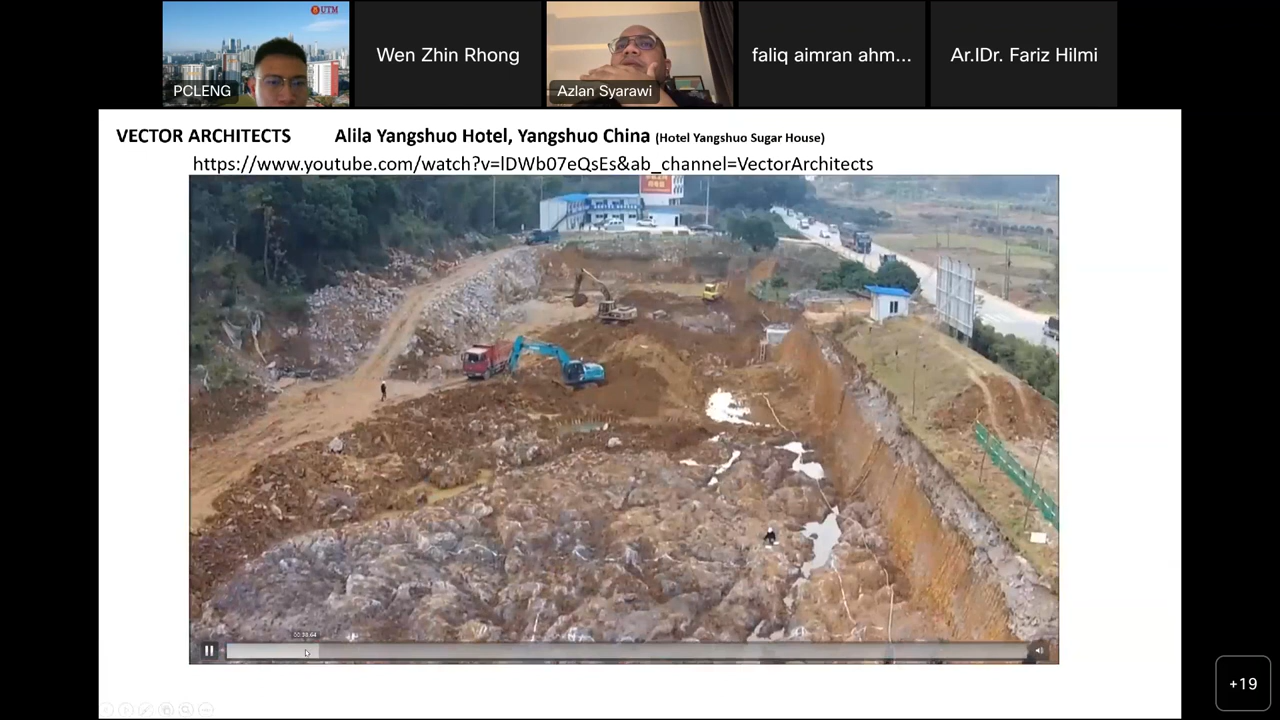 UTM
PCLENG
Wen Zhin Rhong
Azlan Syarawi
faliq aimran ahm...
Ar.IDr. Fariz Hilmi
VECTOR ARCHITECTS Alila Yangshuo Hotel, Yangshuo China (Hotel Yangshuo Sugar House)
https://www.youtube.com/watch?v=lDWb07eQsEs&ab_channel=VectorArchitects
+19